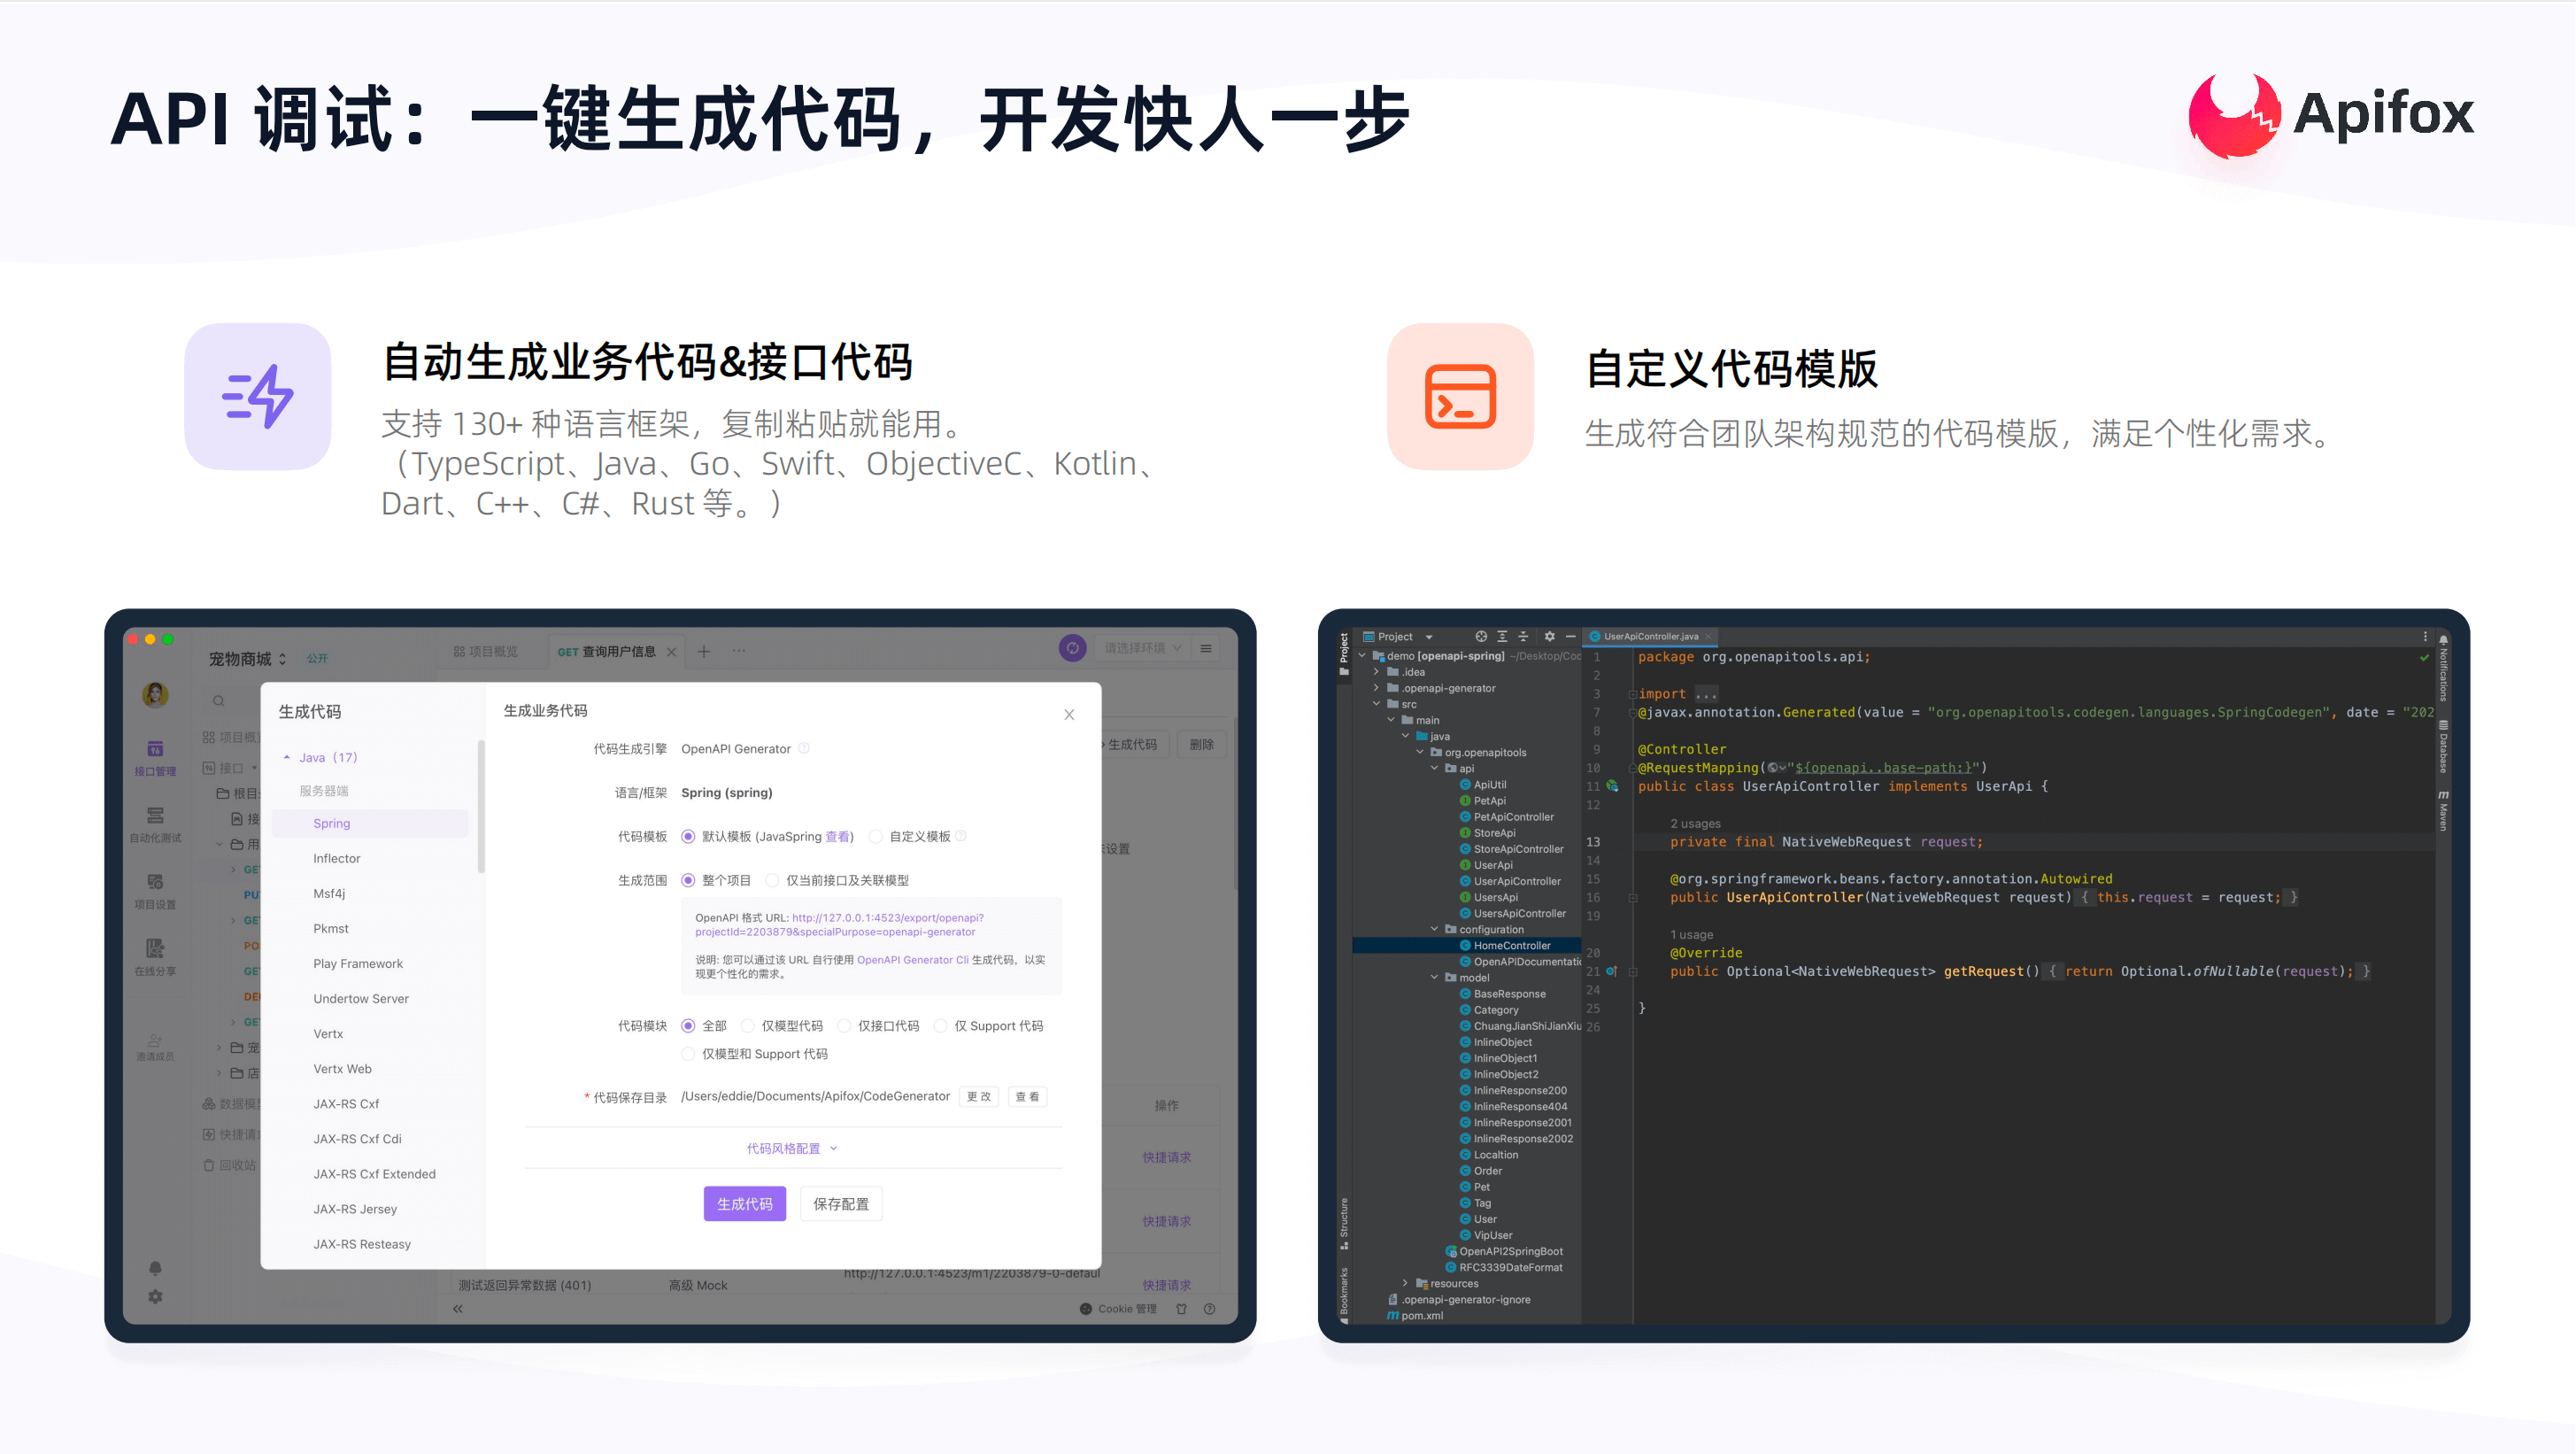 API 调试：一键生成代码，开发快人一步
Apifox
自动生成业务代码&接口代码
支持 130+ 种语言框架，复制粘贴就能用。
（TypeScript、Java、Go、Swift、ObjectiveC、Kotlin、
Dart、C++、C#、Rust 等。）
自定义代码模版
生成符合团队架构规范的代码模版，满足个性化需求。
宠物商城 公开
项目概览
GET 查询用户信息
请选择环境
接口管理
自动化测试
项目设置
在线分享
邀请成员
接口
GET
GET
GET
GET
回收站
生成代码
删除
操作
快捷请求
快捷请求
测试返回异常数据 (401) 高级 Mock http://127.0.0.1:4523/m1/2203879-0-defaul 快捷请求
Cookie 管理
生成代码
Java（17）
服务器端
Spring
Inflector
Msf4j
Pkmst
Play Framework
Undertow Server
Vertx
Vertx Web
JAX-RS Cxf
JAX-RS Cxf Cdi
JAX-RS Cxf Extended
JAX-RS Jersey
JAX-RS Resteasy
生成业务代码
代码生成引擎 OpenAPI Generator
语言/框架 Spring (spring)
代码模板 默认模板 (JavaSpring 查看) 自定义模板
生成范围 整个项目 仅当前接口及关联模型
OpenAPI 格式 URL: http://127.0.0.1:4523/export/openapi?
projectId=2203879&specialPurpose=openapi-generator
说明: 您可以通过该 URL 自行使用 OpenAPI Generator Cli 生成代码，以实
现更个性化的需求。
代码模块 全部 仅模型代码 仅接口代码 仅 Support 代码
仅模型和 Support 代码
* 代码保存目录 /Users/eddie/Documents/Apifox/CodeGenerator 更改 查看
代码风格配置
生成代码 保存配置
Project
Structure
Bookmarks
Project
demo [openapi-spring] ~/Desktop/Cod
.idea
.openapi-generator
src
main
java
org.openapitools
api
ApiUtil
PetApi
PetApiController
StoreApi
StoreApiController
UserApi
UserApiController
UsersApi
UsersApiController
configuration
HomeController
OpenAPIDocumentatio
model
BaseResponse
Category
ChuangJianShiJianXiu
InlineObject
InlineObject1
InlineObject2
InlineResponse200
InlineResponse404
InlineResponse2001
InlineResponse2002
Localtion
Order
Pet
Tag
User
VipUser
OpenAPI2SpringBoot
RFC3339DateFormat
resources
.openapi-generator-ignore
pom.xml
UserApiController.java
1 package org.openapitools.api;
2
3 import ...
7 @javax.annotation.Generated(value = "org.openapitools.codegen.languages.SpringCodegen", date = "202
8
9 @Controller
10 @RequestMapping("${openapi..base-path:}")
11 public class UserApiController implements UserApi {
12
2 usages
13 private final NativeWebRequest request;
14
15 @org.springframework.beans.factory.annotation.Autowired
16 public UserApiController(NativeWebRequest request) { this.request = request; }
19
1 usage
20 @Override
21 public Optional<NativeWebRequest> getRequest() { return Optional.ofNullable(request); }
24
25 }
26
Notifications
Database
Maven